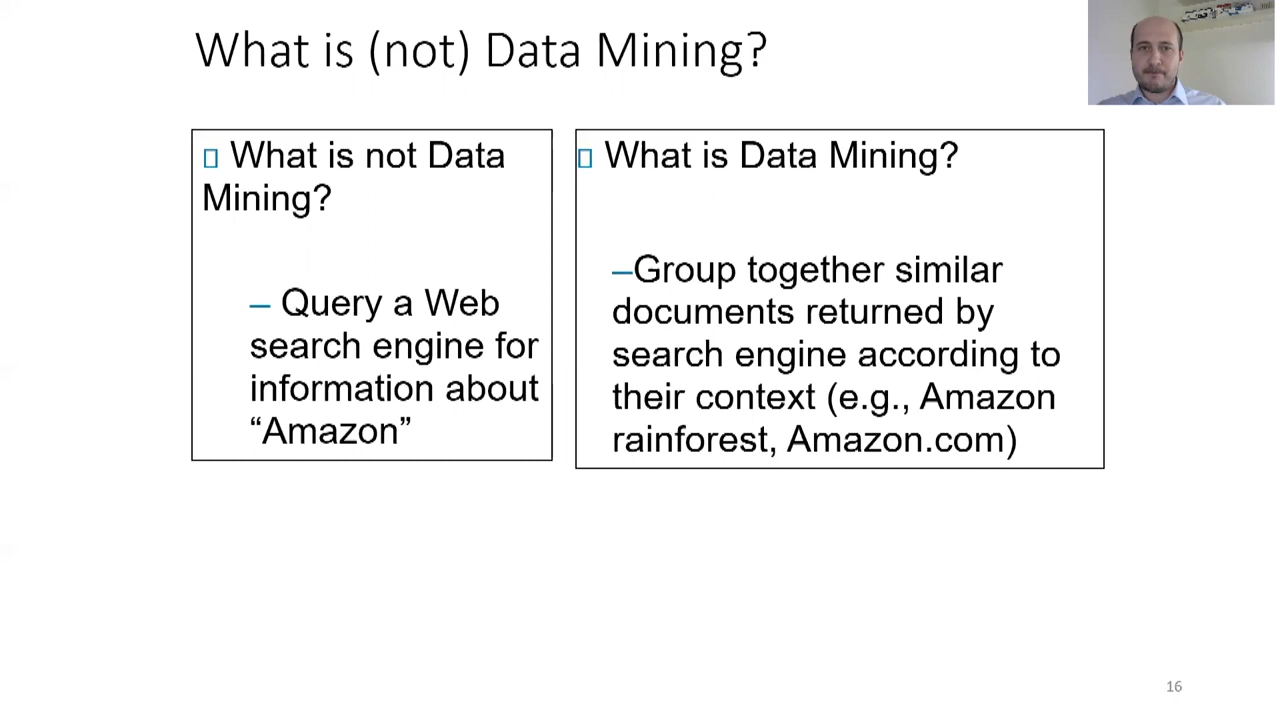 What is (not) Data Mining?
What is not Data
Mining?
– Query a Web
search engine for
information about
“Amazon”
What is Data Mining?
–Group together similar
documents returned by
search engine according to
their context (e.g., Amazon
rainforest, Amazon.com)
16